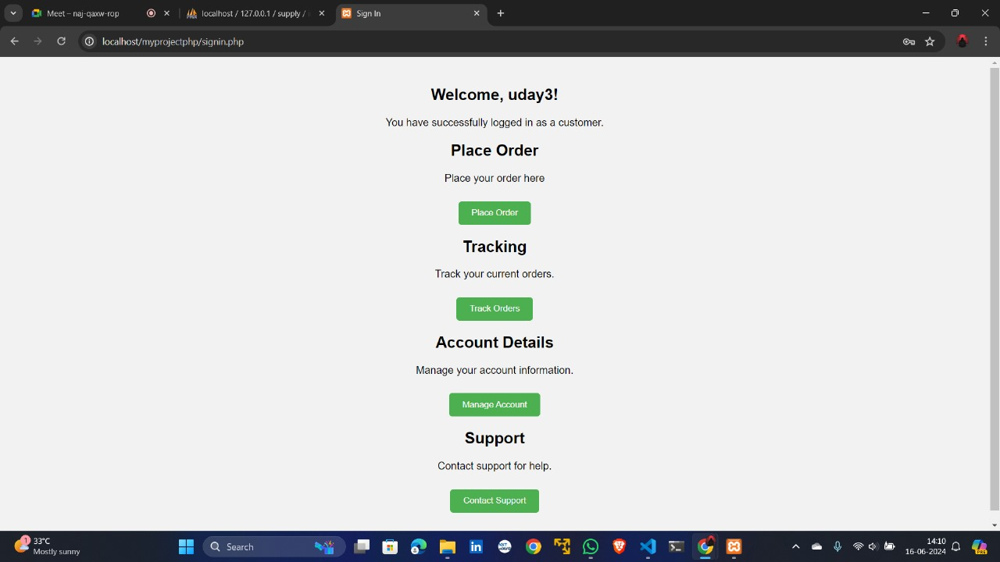 Meet – naj-qaxw-rop
localhost / 127.0.0.1 / supply /
Sign In
localhost/myprojectphp/signin.php
Welcome, uday3!
You have successfully logged in as a customer.
Place Order
Place your order here
Place Order
Tracking
Track your current orders.
Track Orders
Account Details
Manage your account information.
Manage Account
Support
Contact support for help.
Contact Support
1
33°C
Mostly sunny
Search
14:10
16-06-2024